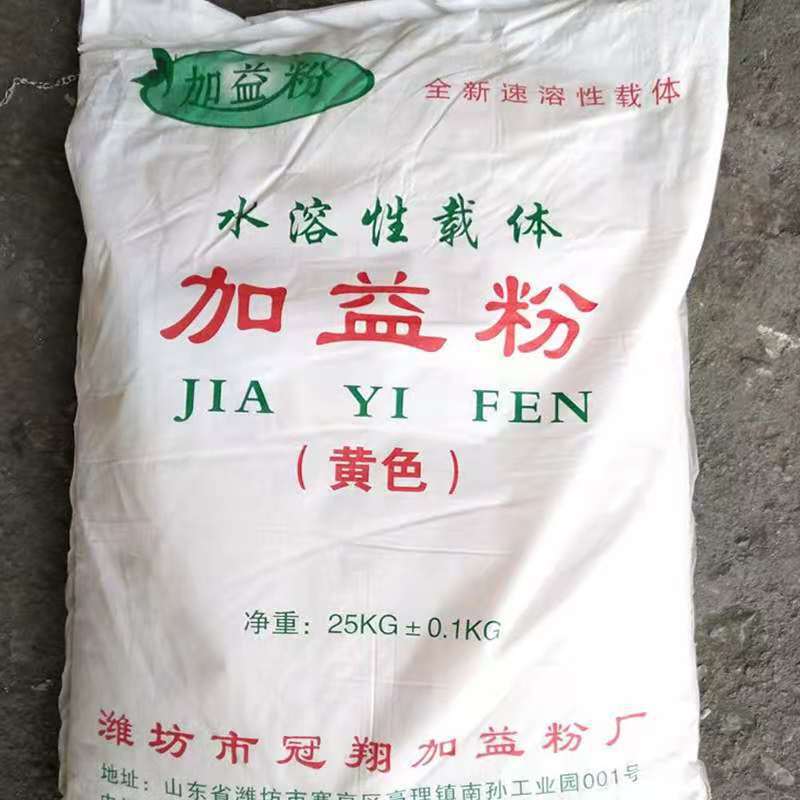 加益粉
全新速溶性载体
水溶性载体
加益粉
JIA YI FEN
(黄色)
净重：25KG±0.1KG
潍坊市冠翔加益粉厂
地址：山东省潍坊市寒亭区高理镇南孙工业园001号